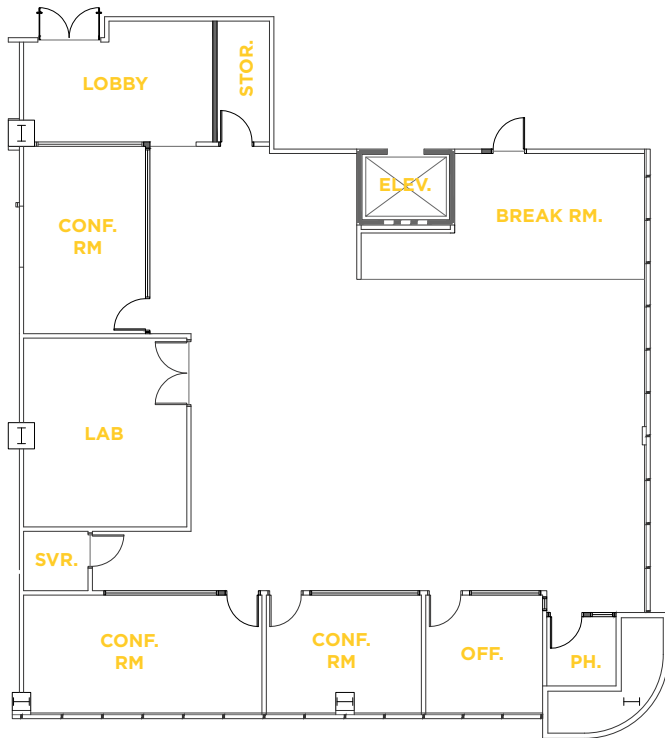 LOBBY
STOR.
ELEV.
BREAK RM.
CONF.
RM
LAB
SVR.
CONF.
RM
CONF.
RM
OFF.
PH.